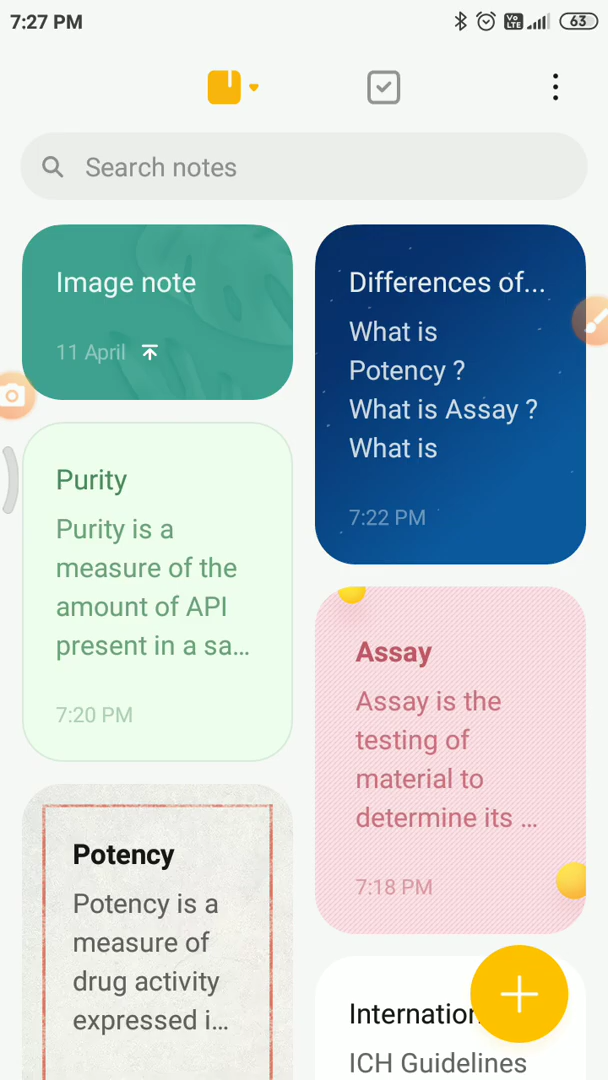 7:27 PM
Vo LTE
63
Search notes
Image note
11 April
Differences of...
What is
Potency ?
What is Assay ?
What is
7:22 PM
Purity
Purity is a
measure of the
amount of API
present in a sa...
7:20 PM
Assay
Assay is the
testing of
material to
determine its ...
7:18 PM
Potency
Potency is a
measure of
drug activity
expressed i...
Internation
ICH Guidelines